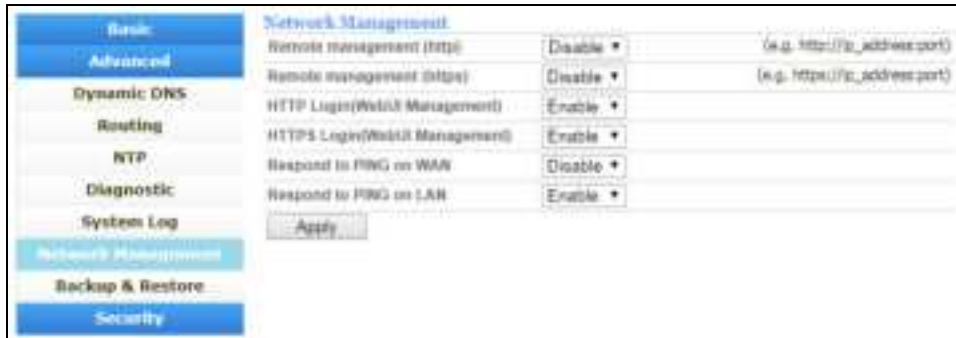 Basic
Advanced
Dynamic DNS
Routing
NTP
Diagnostic
System Log
Network Management
Backup & Restore
Security
Network Management
Remote management (http) Disable (e.g. http://ip_address:port)
Remote management (https) Disable (e.g. https://ip_address:port)
HTTP Login(WebUI Management) Enable
HTTPS Login(WebUI Management) Enable
Respond to PING on WAN Disable
Respond to PING on LAN Enable
Apply